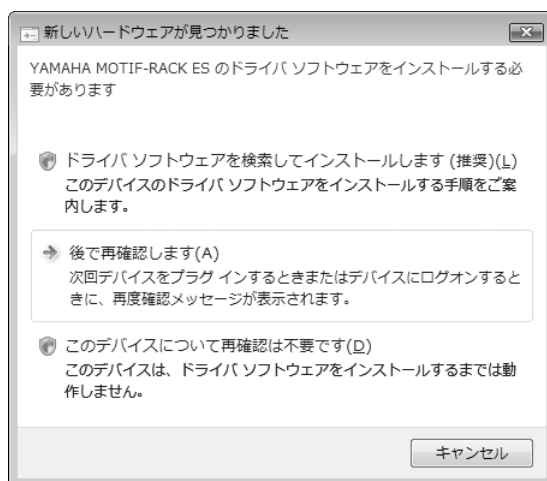 新しいハードウェアが見つかりました
YAMAHA MOTIF-RACK ES のドライバ ソフトウェアをインストールする必
要があります
ドライバ ソフトウェアを検索してインストールします (推奨)(L)
このデバイスのドライバ ソフトウェアをインストールする手順をご案
内します。
後で再確認します(A)
次回デバイスをプラグ インするときまたはデバイスにログオンすると
きに、再度確認メッセージが表示されます。
このデバイスについて再確認は不要です(D)
このデバイスは、ドライバ ソフトウェアをインストールするまでは動
作しません。
キャンセル